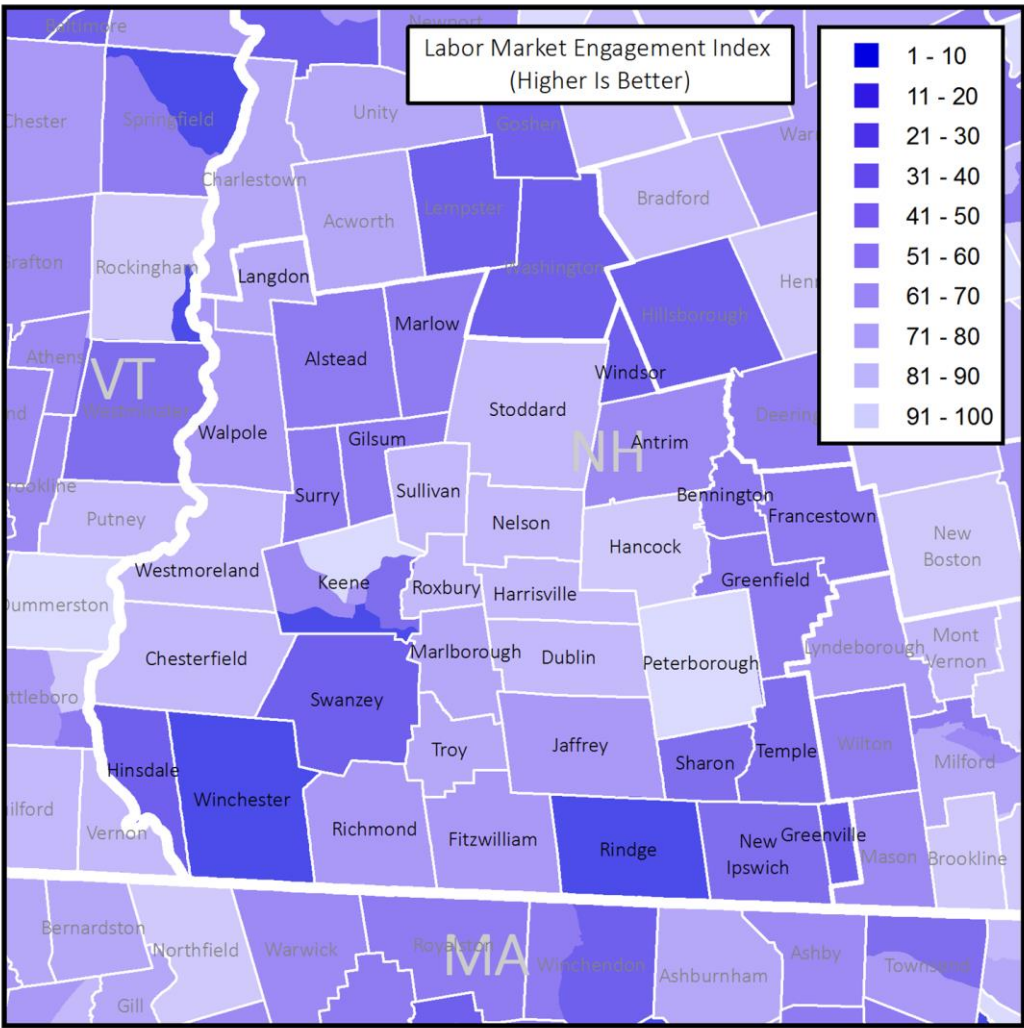 Baltimore
Newport
Labor Market Engagement Index
(Higher Is Better)
1 - 10
11 - 20
21 - 30
31 - 40
41 - 50
51 - 60
61 - 70
71 - 80
81 - 90
91 - 100
Chester
Springfield
Unity
Goshen
Charlestown
Acworth
Lempster
Bradford
Rockingham
Langdon
Washington
Marlow
Hillsborough
Alstead
Windsor
VT
Westminster
Stoddard
Walpole
Gilsum
NH
Antrim
Athens
Surry
Sullivan
Bennington
Francestown
Putney
Nelson
Hancock
New
Boston
Westmoreland
Keene
Roxbury
Harrisville
Greenfield
Dummerston
Chesterfield
Marlborough
Dublin
Peterborough
Lyndeborough
Mont
Vernon
Swanzey
Troy
Jaffrey
Sharon
Temple
Wilton
Milford
Hinsdale
Winchester
Vernon
Richmond
Fitzwilliam
Rindge
New
Ipswich
Greenville
Mason
Brookline
Bernardston
Northfield
Warwick
Royalston
MA
Winchendon
Ashburnham
Ashby
Townsend
Gill